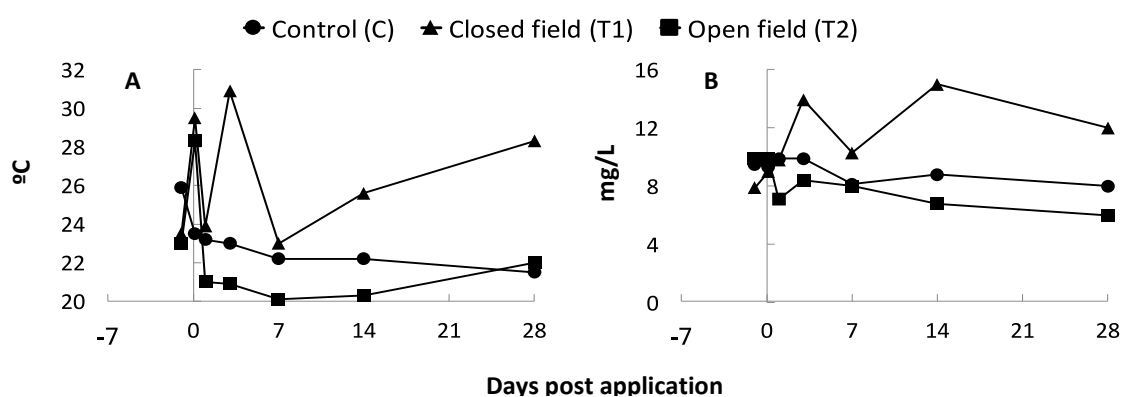 Control (C) Closed field (T1) Open field (T2)
A
32
30
28
26
24
22
20
ºC
-7 0 7 14 21 28
B
16
12
8
4
0
mg/L
-7 0 7 14 21 28
Days post application